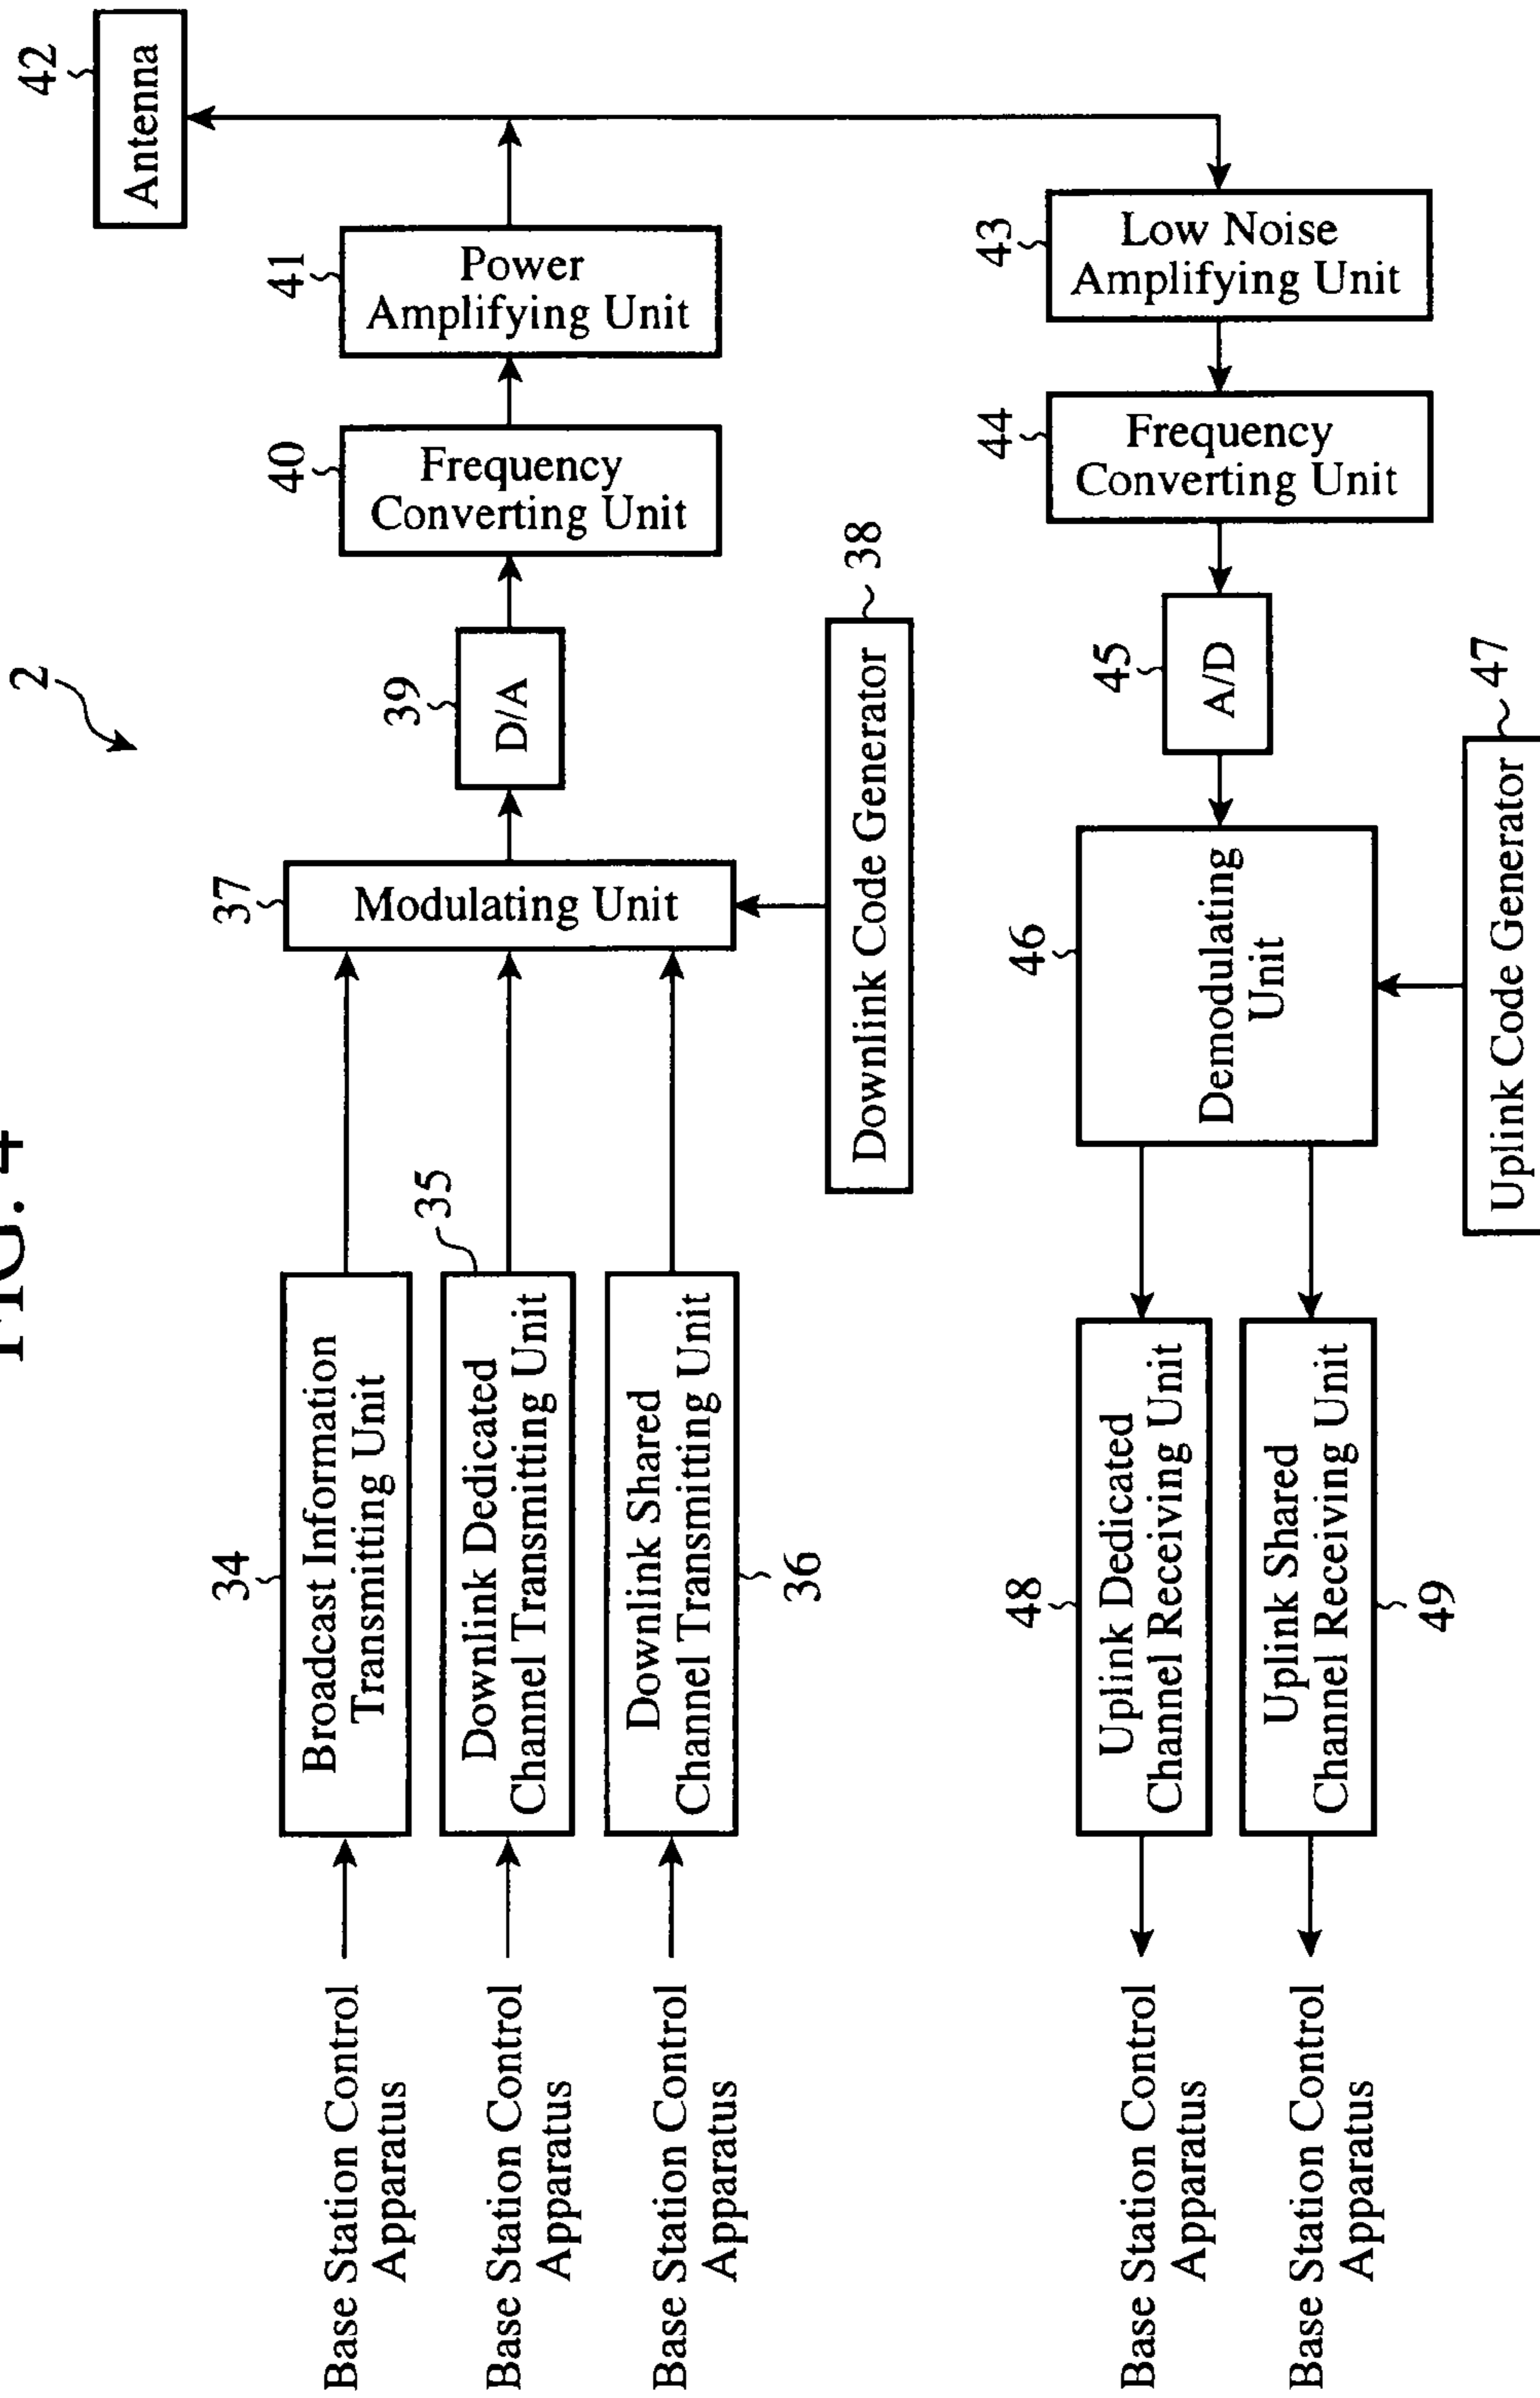 FIG. 4
2
42
Antenna
41
Power
Amplifying Unit
40
Frequency
Converting Unit
39
D/A
37
Modulating Unit
38
Downlink Code Generator
34
Broadcast Information
Transmitting Unit
35
Downlink Dedicated
Channel Transmitting Unit
Downlink Shared
Channel Transmitting Unit
36
Base Station Control
Apparatus
Base Station Control
Apparatus
Base Station Control
Apparatus
43
Low Noise
Amplifying Unit
44
Frequency
Converting Unit
45
A/D
46
Demodulating
Unit
47
Uplink Code Generator
48
Uplink Dedicated
Channel Receiving Unit
Uplink Shared
Channel Receiving Unit
49
Base Station Control
Apparatus
Base Station Control
Apparatus